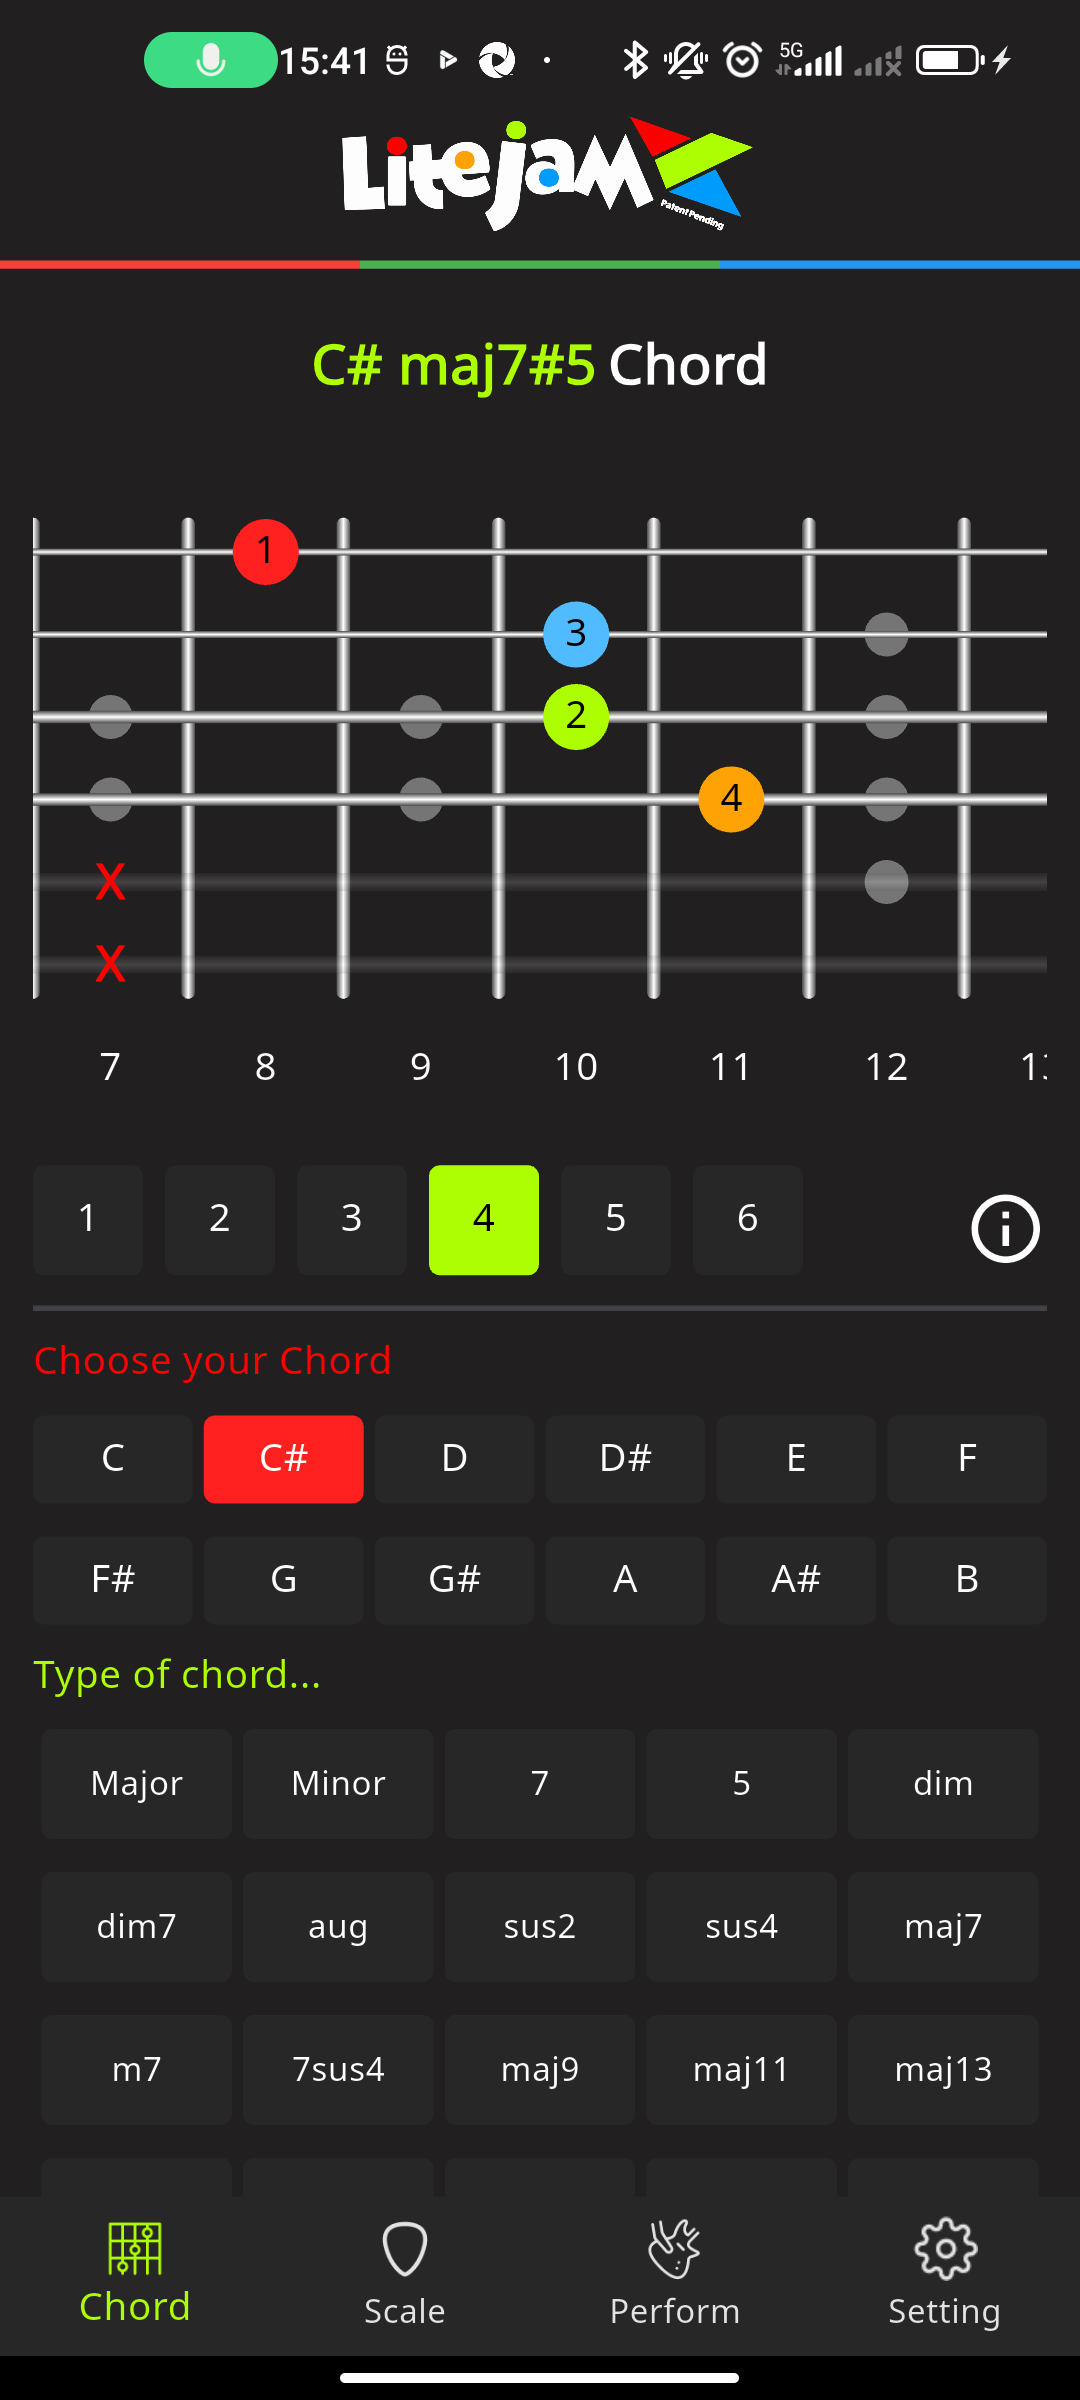 15:41
5G
Litejam
Patent Pending
C# maj7#5 Chord
1
3
2
4
X
X
7 8 9 10 11 12
1 2 3 4 5 6
Choose your Chord
C C# D D# E F
F# G G# A A# B
Type of chord...
Major Minor 7 5 dim
dim7 aug sus2 sus4 maj7
m7 7sus4 maj9 maj11 maj13
Chord Scale Perform Setting